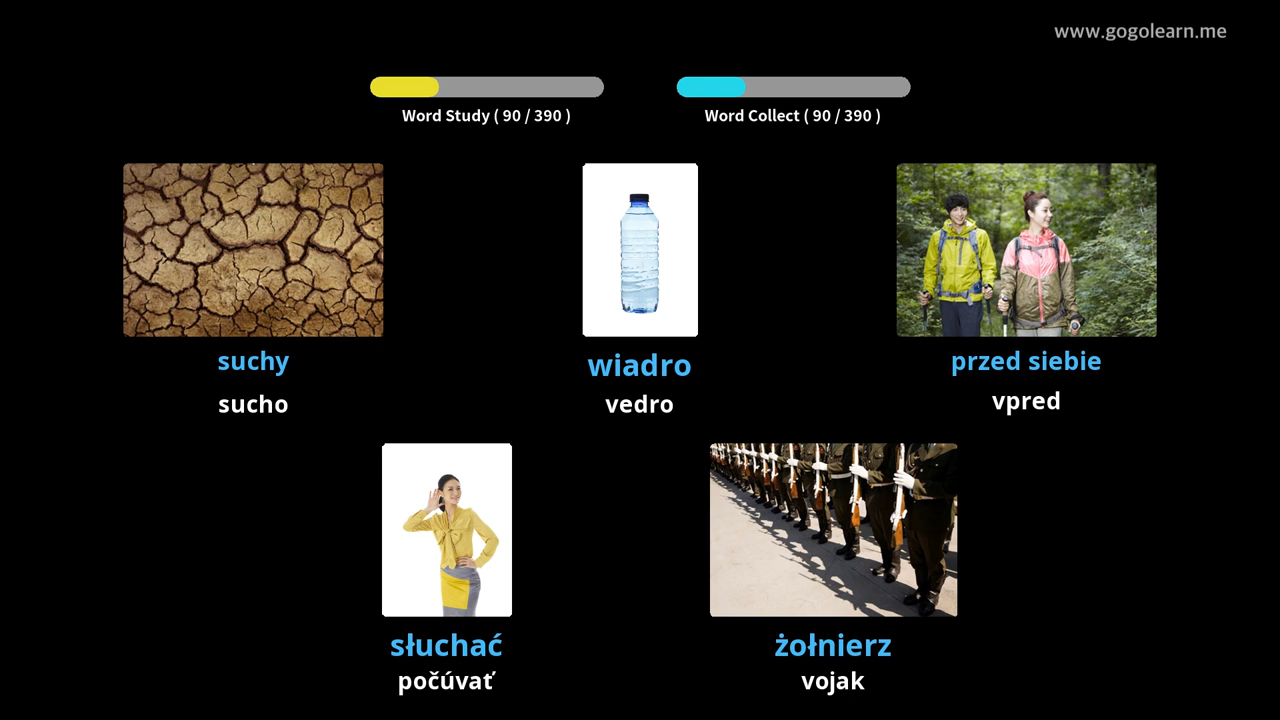 www.gogolearn.me
Word Study ( 90 / 390 )
Word Collect ( 90 / 390 )
suchy
wiadro
przed siebie
sucho
vedro
vpred
słuchać
żołnierz
počúvať
vojak